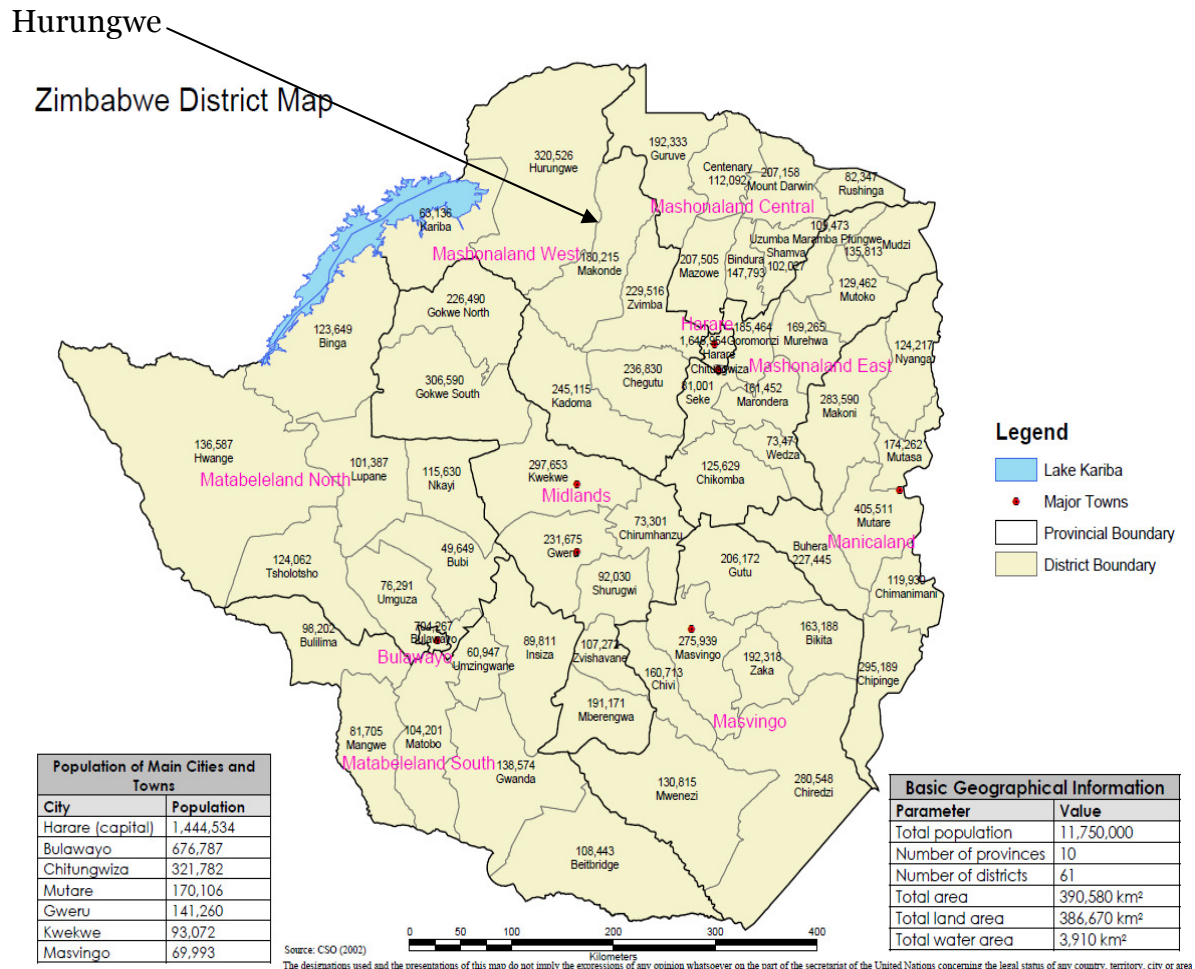 Hurungwe
Zimbabwe District Map
320,526
Hurungwe
192,333
Guruve
Centenary
112,092
207,158
Mount Darwin
82,347
Rushinga
Mashonaland Central
63,136
Kariba
Mashonaland West
180,215
Makonde
229,516
Zvimba
207,505
Mazowe
Bindura
147,793
Uzumba Maramba Pfungwe
Shamva
102,027
Mudzi
135,813
129,462
Mutoko
226,490
Gokwe North
123,649
Binga
Harare
Harare
Chitungwiza
185,464
Goromonzi
169,265
Murehwa
Mashonaland East
124,217
Nyanga
306,590
Gokwe South
245,115
Kadoma
236,830
Chegutu
81,001
Seke
161,452
Marondera
283,590
Makoni
73,471
Wedza
174,262
Mutasa
136,587
Hwange
Matabeleland North
101,387
Lupane
115,630
Nkayi
297,653
Kwekwe
Midlands
125,629
Chikomba
405,511
Mutare
Manicaland
73,301
Chirumhanzu
231,675
Gweru
Buhera
227,445
206,172
Gutu
119,939
Chimanimani
124,062
Tsholotsho
49,649
Bubi
76,291
Umguza
92,030
Shurugwi
98,202
Bulilima
704,267
Bulawayo
Bulawayo
60,947
Umzingwane
89,811
Insiza
107,272
Zvishavane
275,939
Masvingo
160,713
Chivi
192,318
Zaka
163,188
Bikita
295,189
Chipinge
191,171
Mberengwa
Masvingo
81,705
Mangwe
104,201
Matobo
Matabeleland South
138,574
Gwanda
130,815
Mwenezi
280,548
Chiredzi
108,443
Beitbridge
Legend
Lake Kariba
Major Towns
Provincial Boundary
District Boundary
Population of Main Cities and
Towns
City Population
Harare (capital) 1,444,534
Bulawayo 676,787
Chitungwiza 321,782
Mutare 170,106
Gweru 141,260
Kwekwe 93,072
Masvingo 69,993
Basic Geographical Information
Parameter Value
Total population 11,750,000
Number of provinces 10
Number of districts 61
Total area 390,580 km²
Total land area 386,670 km²
Total water area 3,910 km²
0 50 100 200 300 400
Kilometers
Source: CSO (2002)
The designations used and the presentations of this map do not imply the expressions of any opinion whatsoever on the part of the secretariat of the United Nations concerning the legal status of any country, territory, city or area